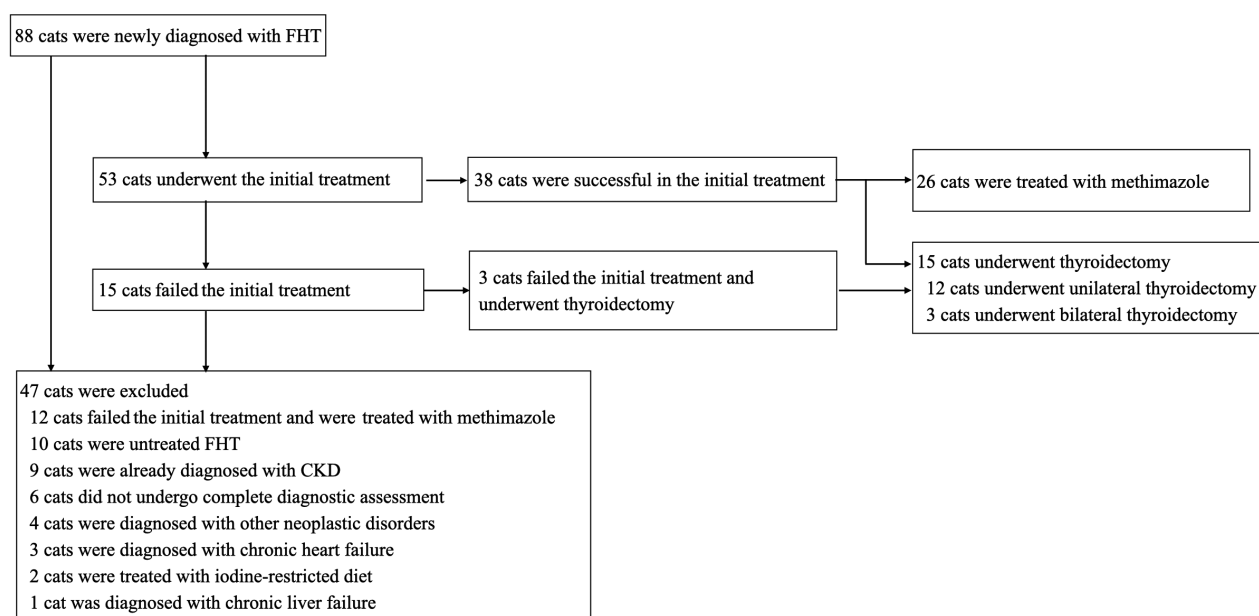 88 cats were newly diagnosed with FHT
53 cats underwent the initial treatment
38 cats were successful in the initial treatment
26 cats were treated with methimazole
15 cats failed the initial treatment
3 cats failed the initial treatment and
underwent thyroidectomy
15 cats underwent thyroidectomy
12 cats underwent unilateral thyroidectomy
3 cats underwent bilateral thyroidectomy
47 cats were excluded
12 cats failed the initial treatment and were treated with methimazole
10 cats were untreated FHT
9 cats were already diagnosed with CKD
6 cats did not undergo complete diagnostic assessment
4 cats were diagnosed with other neoplastic disorders
3 cats were diagnosed with chronic heart failure
2 cats were treated with iodine-restricted diet
1 cat was diagnosed with chronic liver failure